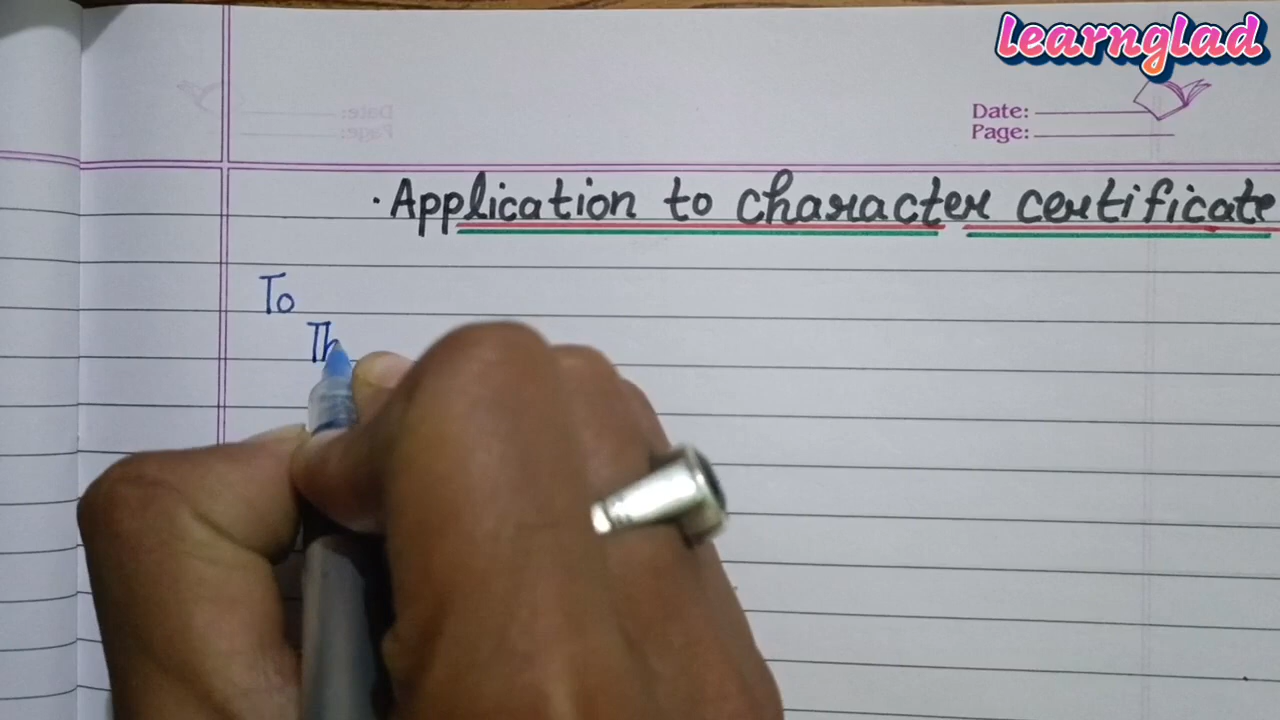 learnglad
Date:
Page:
Application to character certificate
To
Th